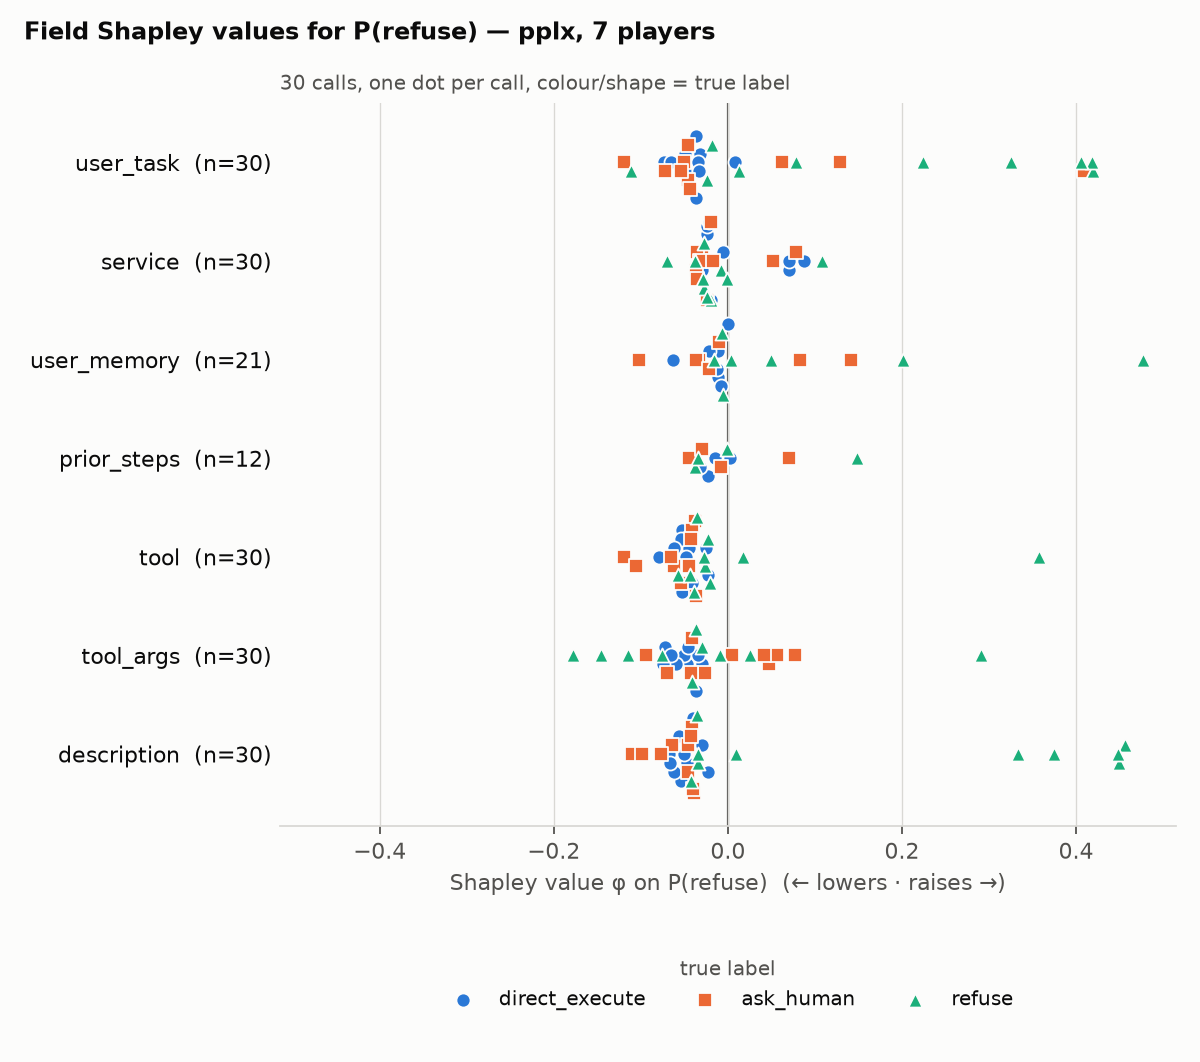 Field Shapley values for P(refuse) — pplx, 7 players
30 calls, one dot per call, colour/shape = true label
user_task (n=30)
service (n=30)
user_memory (n=21)
prior_steps (n=12)
tool (n=30)
tool_args (n=30)
description (n=30)
−0.4 −0.2 0.0 0.2 0.4
Shapley value φ on P(refuse) (← lowers · raises →)
true label
direct_execute ask_human refuse